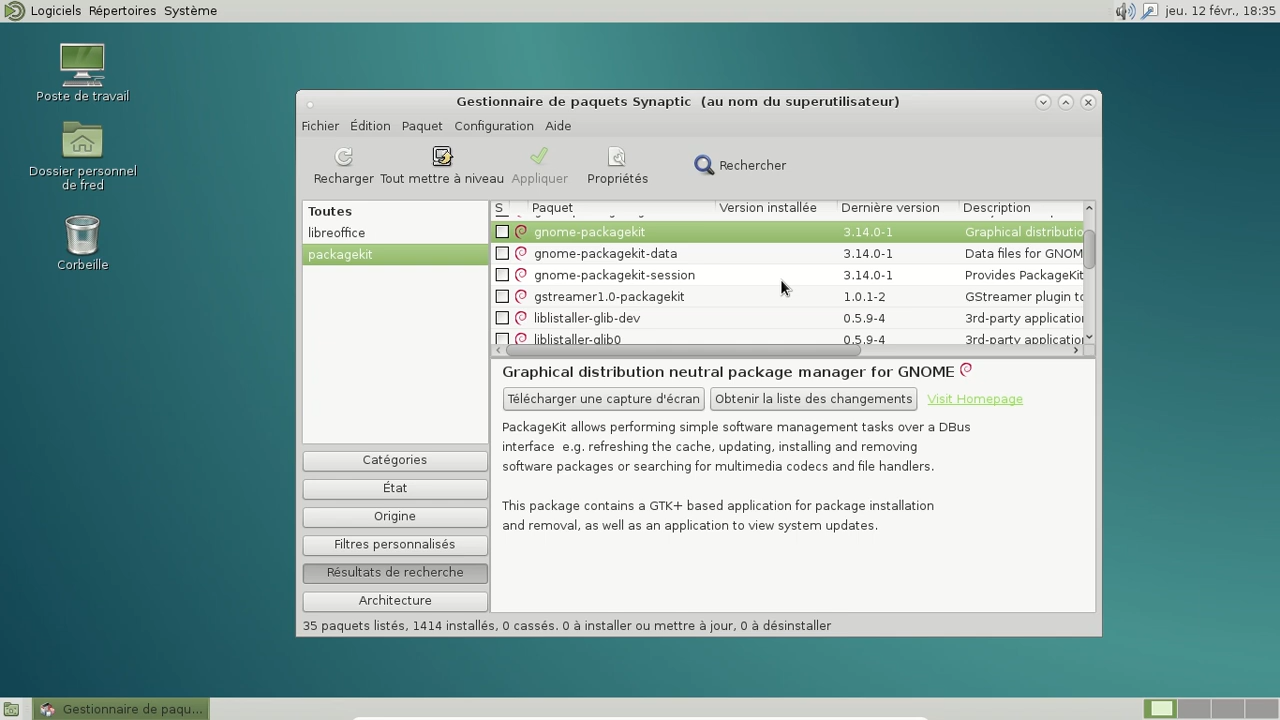 Logiciels Répertoires Système
jeu. 12 févr., 18:35
Poste de travail
Dossier personnel
de fred
Corbeille
Gestionnaire de paquets Synaptic (au nom du superutilisateur)
Fichier Édition Paquet Configuration Aide
Recharger Tout mettre à niveau Appliquer Propriétés Rechercher
Toutes
libreoffice
packagekit
Catégories
État
Origine
Filtres personnalisés
Résultats de recherche
Architecture
S Paquet Version installée Dernière version Description
gnome-packagekit 3.14.0-1 Graphical distributio
gnome-packagekit-data 3.14.0-1 Data files for GNOM
gnome-packagekit-session 3.14.0-1 Provides PackageKit
gstreamer1.0-packagekit 1.0.1-2 GStreamer plugin to
liblistaller-glib-dev 0.5.9-4 3rd-party application
liblistaller-glib0 0.5.9-4 3rd-party application
Graphical distribution neutral package manager for GNOME
Télécharger une capture d'écran Obtenir la liste des changements Visit Homepage
PackageKit allows performing simple software management tasks over a DBus
interface e.g. refreshing the cache, updating, installing and removing
software packages or searching for multimedia codecs and file handlers.
This package contains a GTK+ based application for package installation
and removal, as well as an application to view system updates.
35 paquets listés, 1414 installés, 0 cassés. 0 à installer ou mettre à jour, 0 à désinstaller
Gestionnaire de paqu...